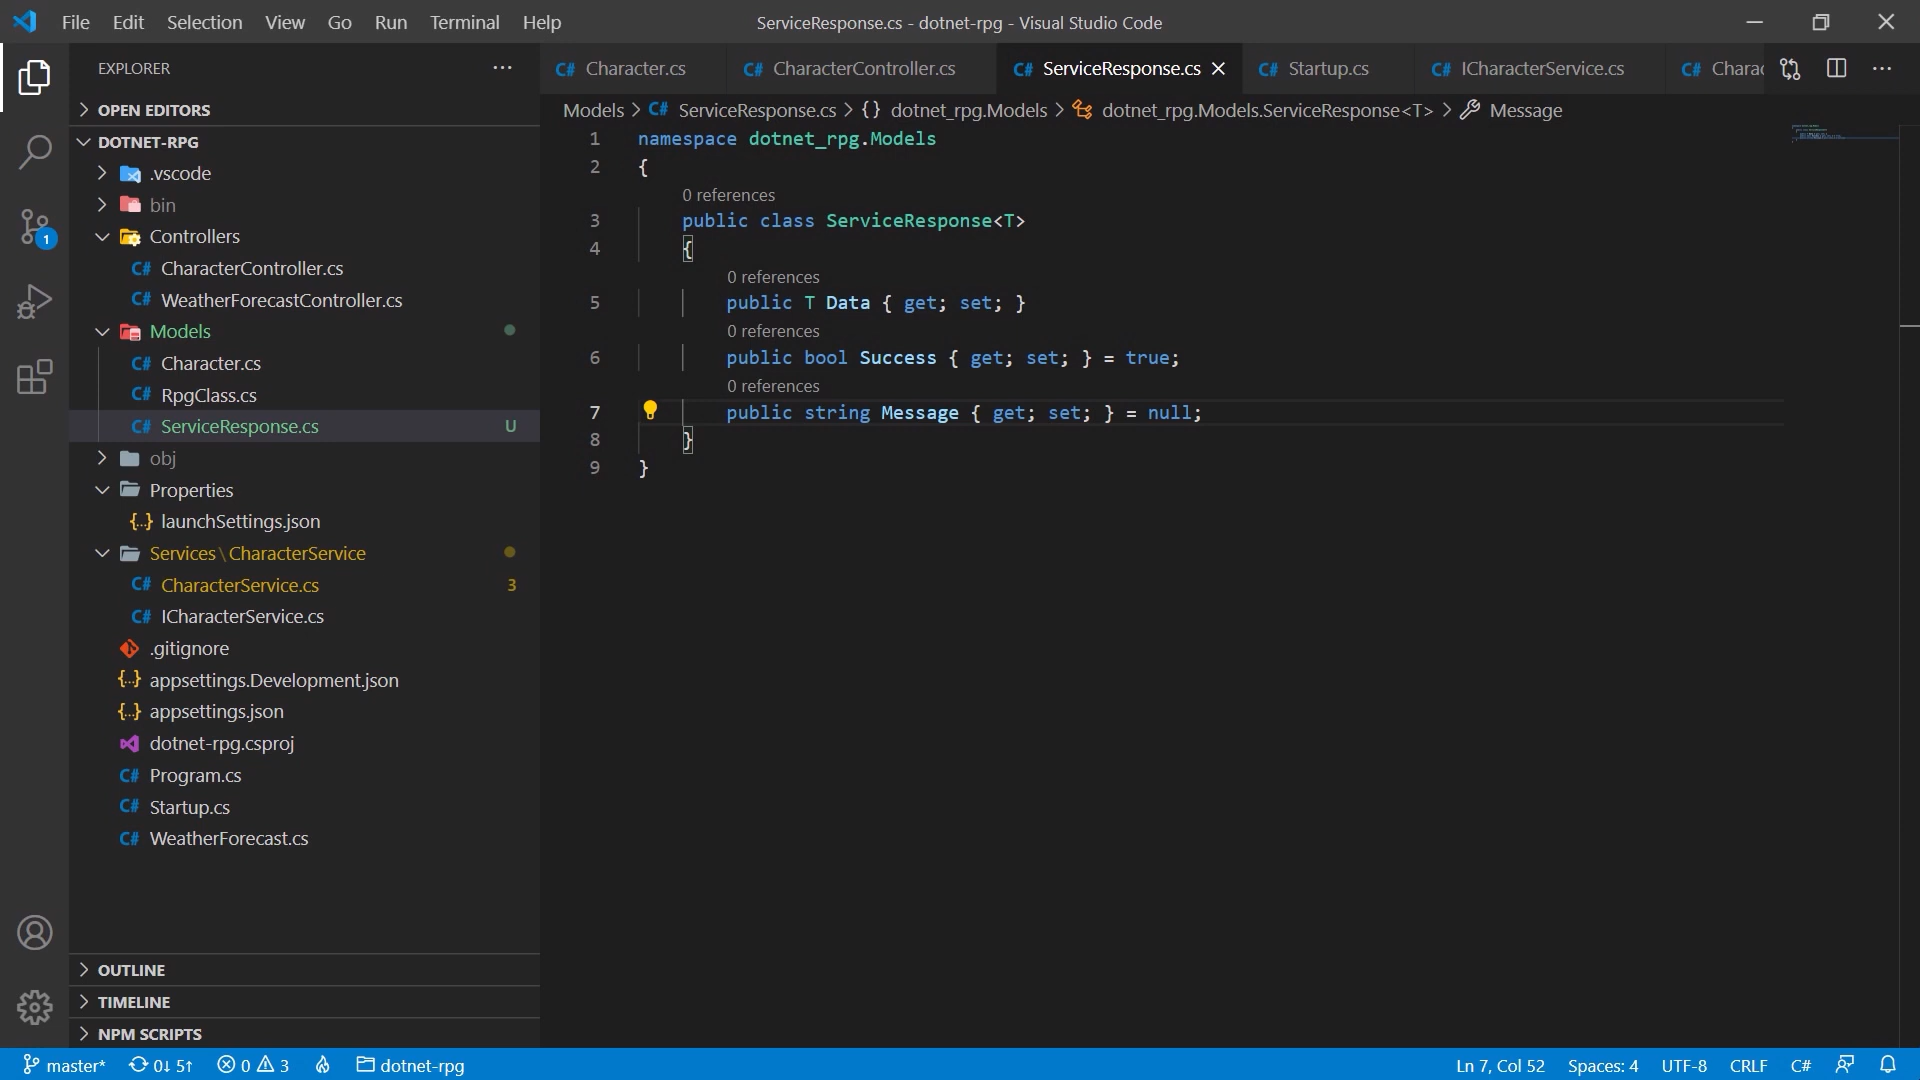 File Edit Selection View Go Run Terminal Help
ServiceResponse.cs - dotnet-rpg - Visual Studio Code
EXPLORER
OPEN EDITORS
DOTNET-RPG
.vscode
bin
Controllers
C# CharacterController.cs
C# WeatherForecastController.cs
Models
C# Character.cs
C# RpgClass.cs
C# ServiceResponse.cs U
obj
Properties
{..} launchSettings.json
Services\CharacterService
C# CharacterService.cs 3
C# ICharacterService.cs
.gitignore
{..} appsettings.Development.json
{..} appsettings.json
dotnet-rpg.csproj
C# Program.cs
C# Startup.cs
C# WeatherForecast.cs
OUTLINE
TIMELINE
NPM SCRIPTS
1
C# Character.cs C# CharacterController.cs C# ServiceResponse.cs C# Startup.cs C# ICharacterService.cs C# Charac
Models > C# ServiceResponse.cs > {} dotnet_rpg.Models > dotnet_rpg.Models.ServiceResponse<T> > Message
1 namespace dotnet_rpg.Models
2 {
0 references
3 public class ServiceResponse<T>
4 {
0 references
5 public T Data { get; set; }
0 references
6 public bool Success { get; set; } = true;
0 references
7 public string Message { get; set; } = null;
8 }
9 }
master* 0↓ 5↑ 0 3 dotnet-rpg
Ln 7, Col 52 Spaces: 4 UTF-8 CRLF C#